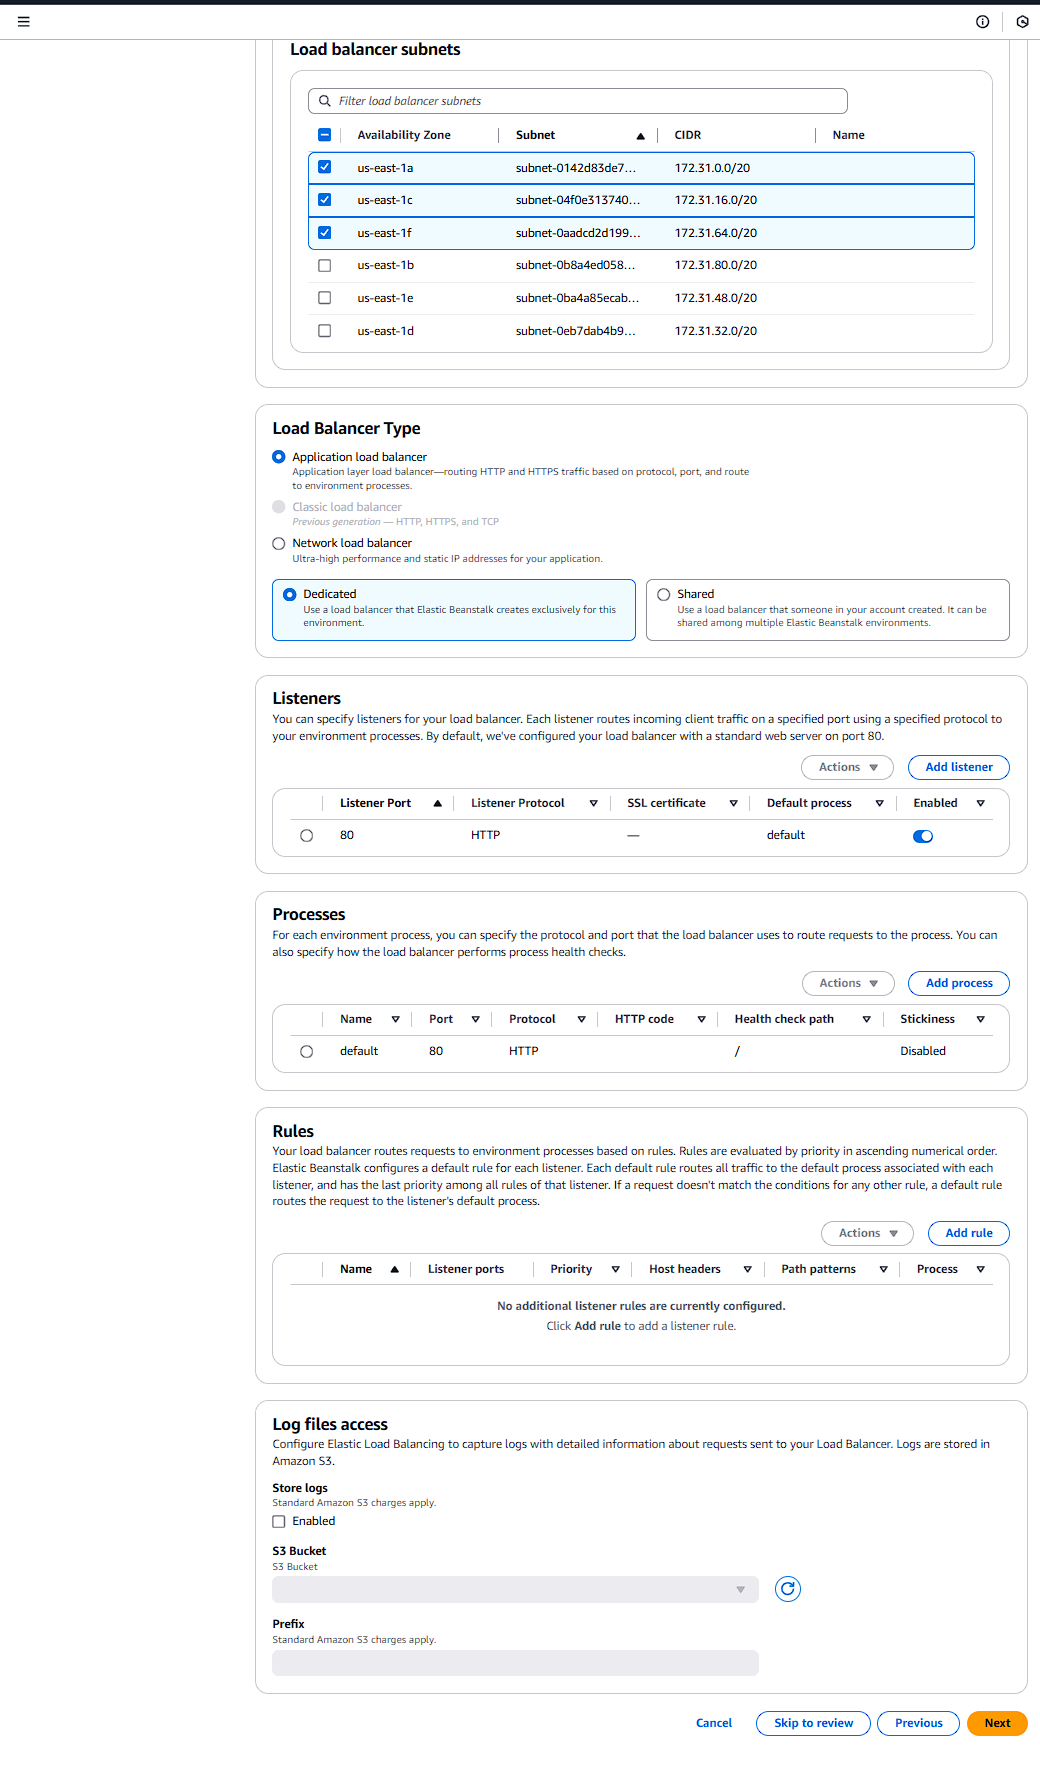 Load balancer subnets
Filter load balancer subnets
Availability Zone Subnet CIDR Name
us-east-1a subnet-0142d83de7... 172.31.0.0/20
us-east-1c subnet-04f0e313740... 172.31.16.0/20
us-east-1f subnet-0aadcd2d199... 172.31.64.0/20
us-east-1b subnet-0b8a4ed058... 172.31.80.0/20
us-east-1e subnet-0ba4a85ecab... 172.31.48.0/20
us-east-1d subnet-0eb7dab4b9... 172.31.32.0/20
Load Balancer Type
Application load balancer
Application layer load balancer—routing HTTP and HTTPS traffic based on protocol, port, and route
to environment processes.
Classic load balancer
Previous generation — HTTP, HTTPS, and TCP
Network load balancer
Ultra-high performance and static IP addresses for your application.
Dedicated
Use a load balancer that Elastic Beanstalk creates exclusively for this
environment.
Shared
Use a load balancer that someone in your account created. It can be
shared among multiple Elastic Beanstalk environments.
Listeners
You can specify listeners for your load balancer. Each listener routes incoming client traffic on a specified port using a specified protocol to
your environment processes. By default, we've configured your load balancer with a standard web server on port 80.
Actions Add listener
Listener Port Listener Protocol SSL certificate Default process Enabled
80 HTTP — default
Processes
For each environment process, you can specify the protocol and port that the load balancer uses to route requests to the process. You can
also specify how the load balancer performs process health checks.
Actions Add process
Name Port Protocol HTTP code Health check path Stickiness
default 80 HTTP / Disabled
Rules
Your load balancer routes requests to environment processes based on rules. Rules are evaluated by priority in ascending numerical order.
Elastic Beanstalk configures a default rule for each listener. Each default rule routes all traffic to the default process associated with each
listener, and has the last priority among all rules of that listener. If a request doesn't match the conditions for any other rule, a default rule
routes the request to the listener's default process.
Actions Add rule
Name Listener ports Priority Host headers Path patterns Process
No additional listener rules are currently configured.
Click Add rule to add a listener rule.
Log files access
Configure Elastic Load Balancing to capture logs with detailed information about requests sent to your Load Balancer. Logs are stored in
Amazon S3.
Store logs
Standard Amazon S3 charges apply.
Enabled
S3 Bucket
S3 Bucket
Prefix
Standard Amazon S3 charges apply.
Cancel Skip to review Previous Next